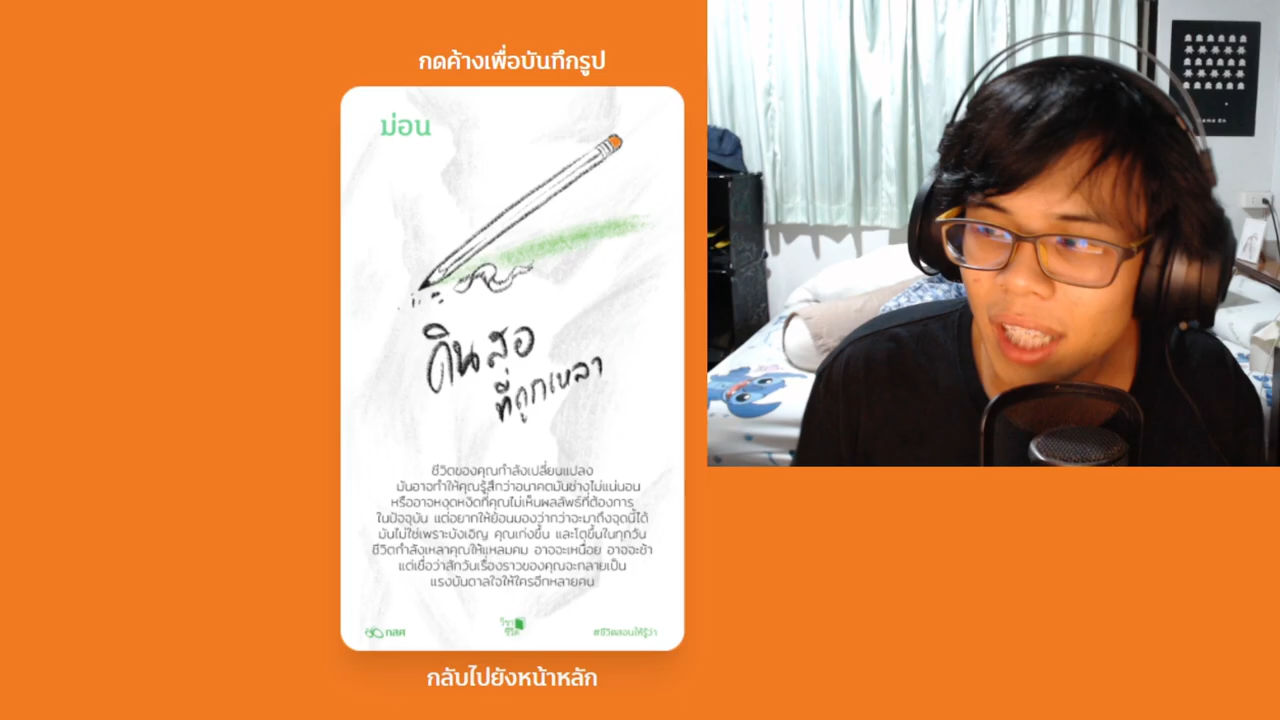 กดค้างเพื่อบันทึกรูป
ม่อน
ดินสอ
ที่ถูกเหลา
ชีวิตของคุณกำลังเปลี่ยนแปลง
มันอาจทำให้คุณรู้สึกว่าอนาคตมันช่างไม่แน่นอน
หรืออาจหงุดหงิดที่คุณไม่เห็นผลลัพธ์ที่ต้องการ
ในปัจจุบัน แต่อยากให้ย้อนมองว่ากว่าจะมาถึงจุดนี้ได้
มันไม่ใช่เพราะบังเอิญ คุณเก่งขึ้น และโตขึ้นในทุกวัน
ชีวิตกำลังเหลาคุณให้แหลมคม อาจจะเหนื่อย อาจจะช้า
แต่เชื่อว่าสักวันเรื่องราวของคุณจะกลายเป็น
แรงบันดาลใจให้ใครอีกหลายคน
กสศ
วิชา
ชีวิต
#ชีวิตสอนให้รู้ว่า
กลับไปยังหน้าหลัก